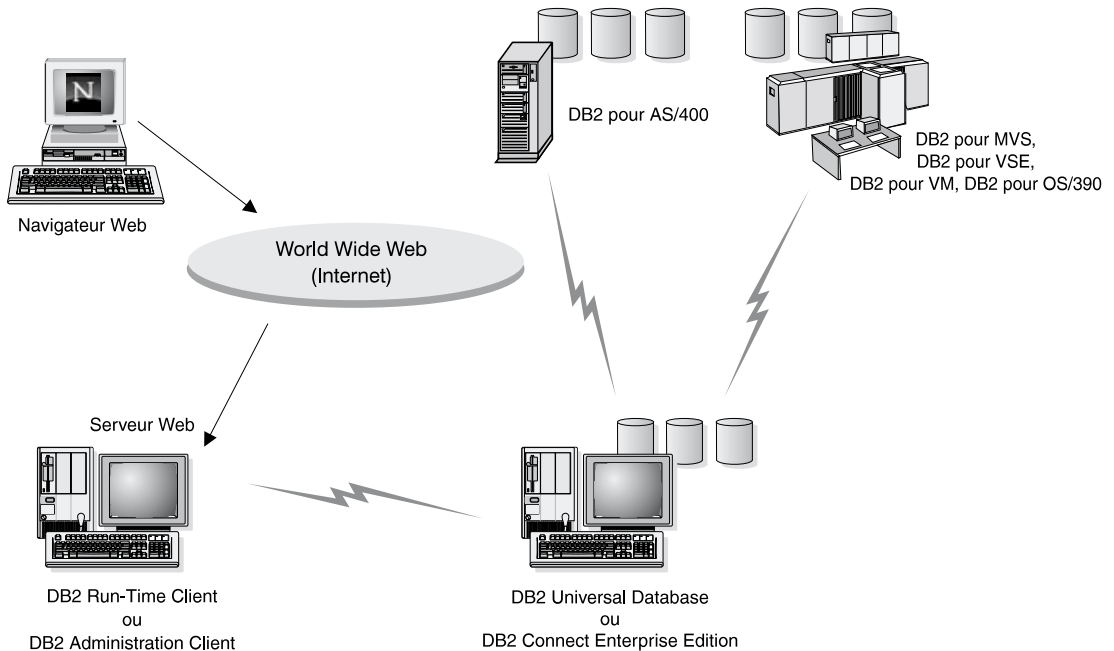 N
DB2 pour AS/400
DB2 pour MVS,
DB2 pour VSE,
DB2 pour VM, DB2 pour OS/390
Navigateur Web
World Wide Web
(Internet)
Serveur Web
DB2 Run-Time Client
ou
DB2 Administration Client
DB2 Universal Database
ou
DB2 Connect Enterprise Edition